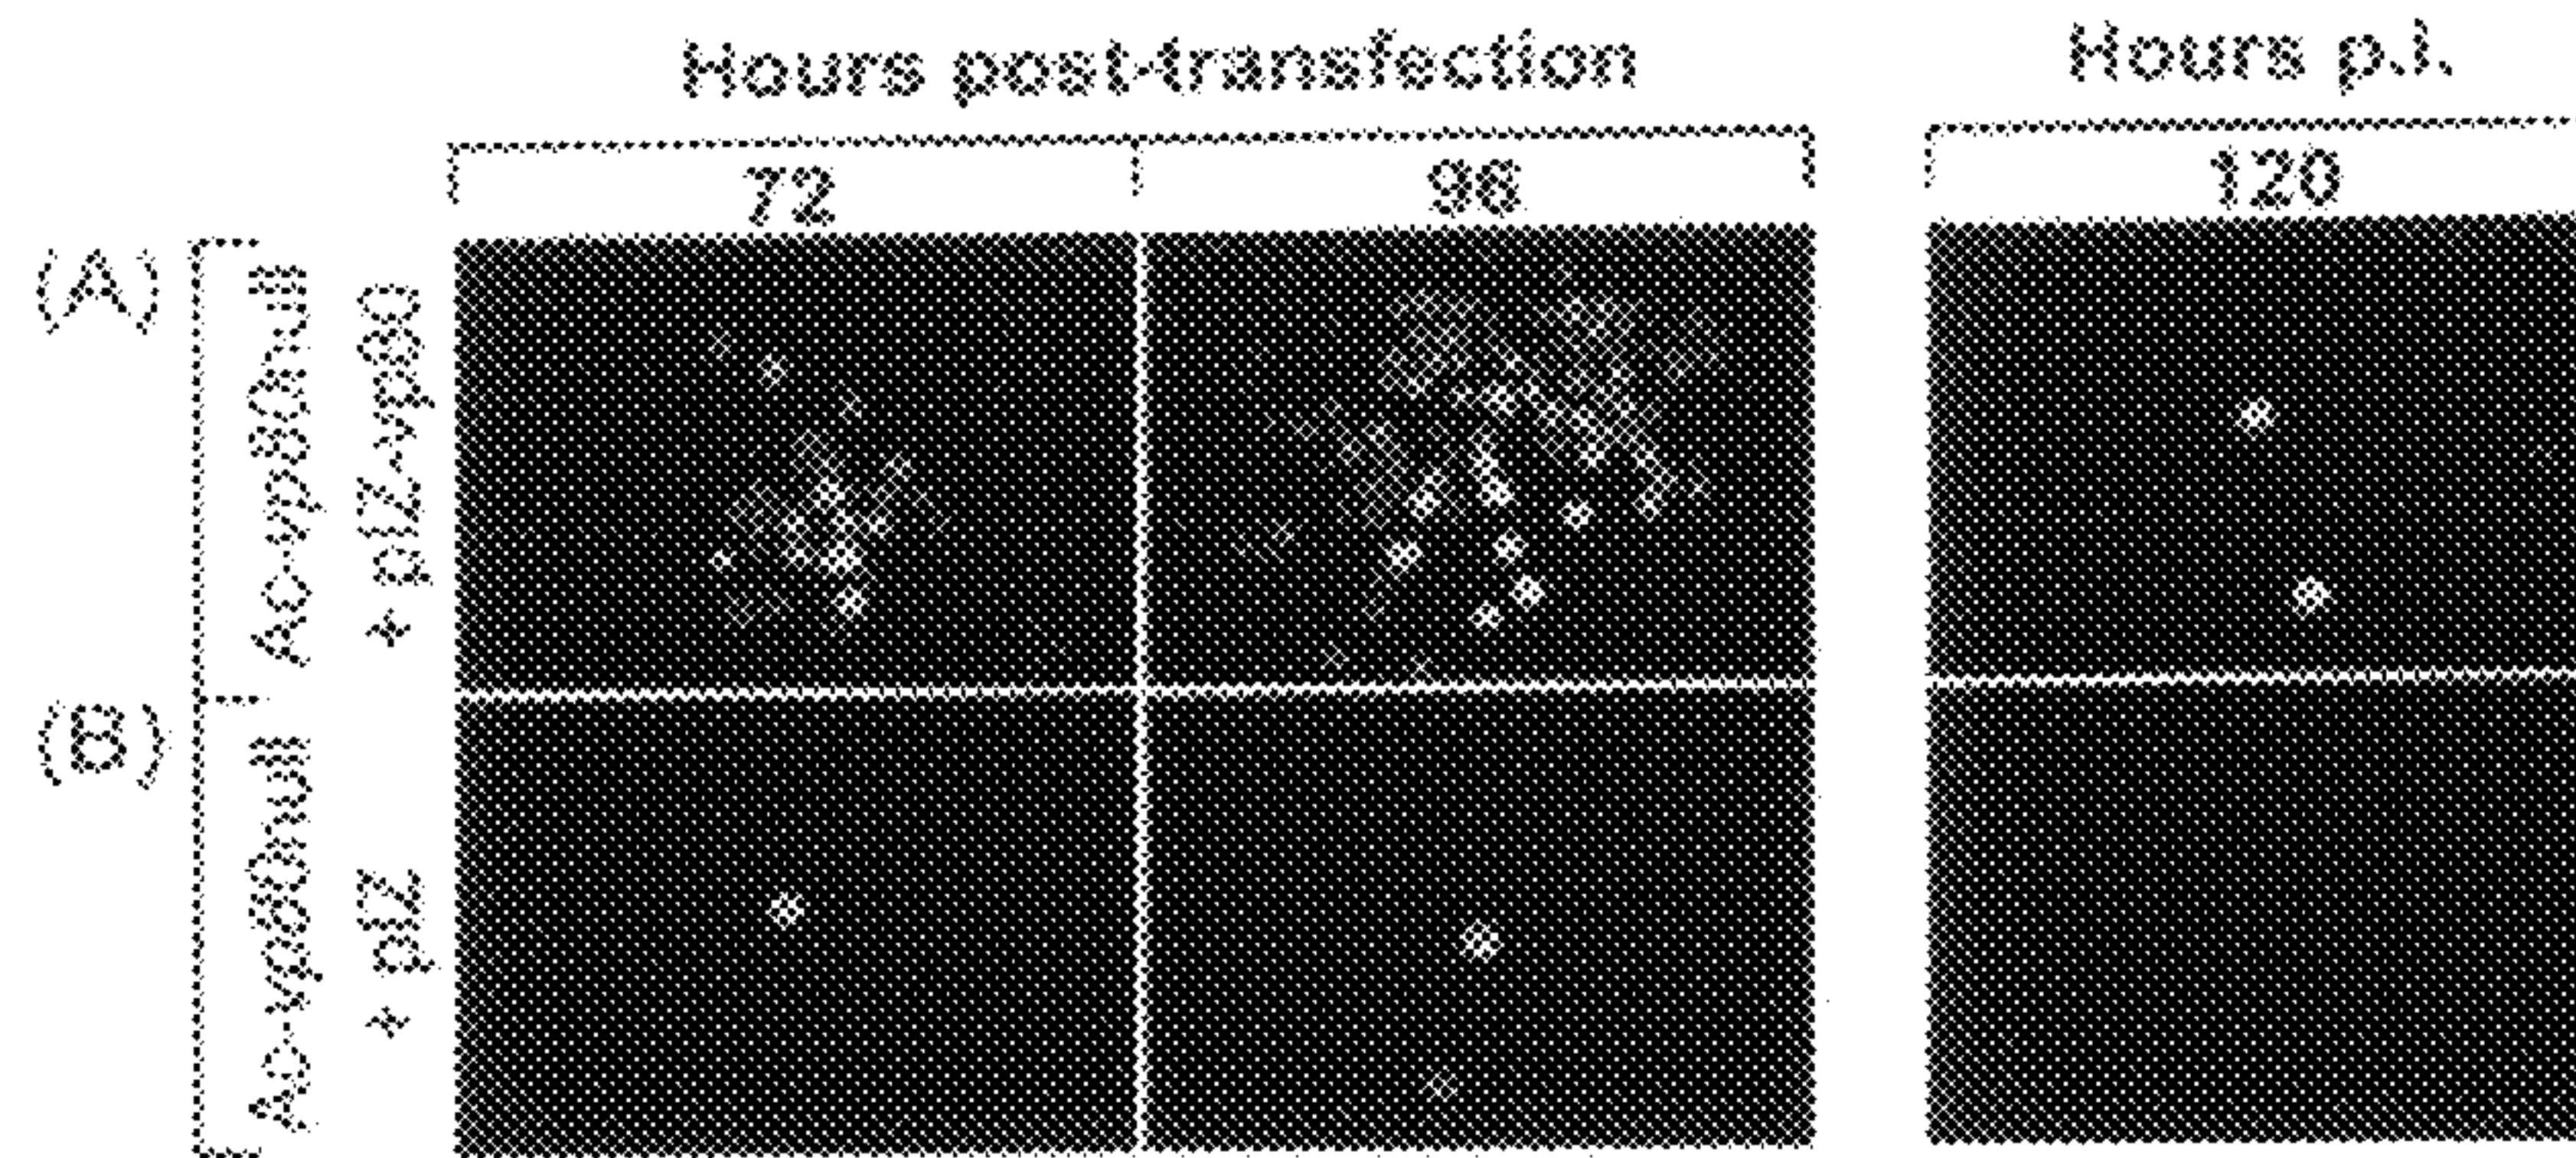 Hours post-transfection
Hours p.i.
72
96
120
(A)
Ac-vp80null
+ pIZ-vp80
(B)
Ac-vp80null
+ pIZ